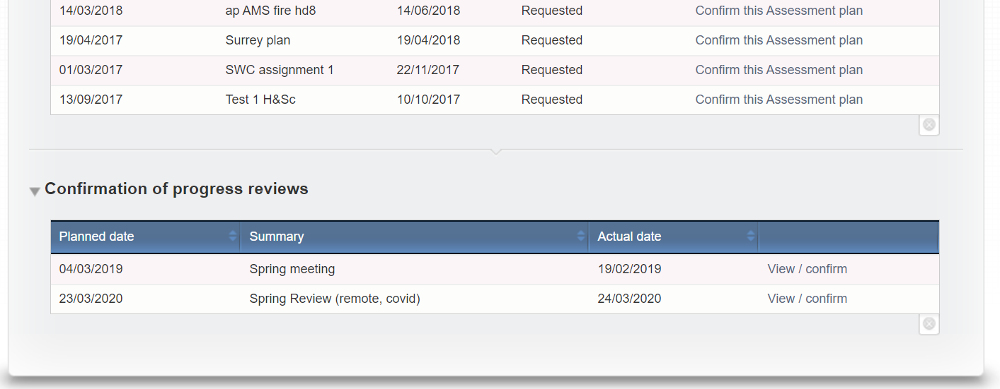 14/03/2018 ap AMS fire hd8 14/06/2018 Requested Confirm this Assessment plan
19/04/2017 Surrey plan 19/04/2018 Requested Confirm this Assessment plan
01/03/2017 SWC assignment 1 22/11/2017 Requested Confirm this Assessment plan
13/09/2017 Test 1 H&Sc 10/10/2017 Requested Confirm this Assessment plan
Confirmation of progress reviews
Planned date Summary Actual date
04/03/2019 Spring meeting 19/02/2019 View / confirm
23/03/2020 Spring Review (remote, covid) 24/03/2020 View / confirm